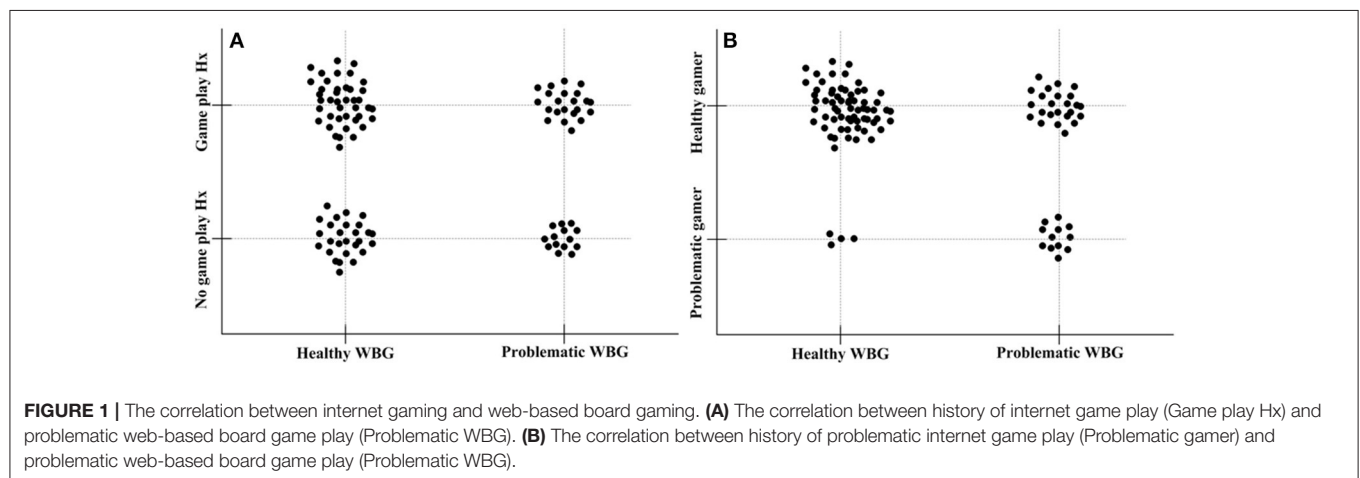 A
Game play Hx
No game play Hx
Healthy WBG
Problematic WBG
B
Healthy gamer
Problematic gamer
Healthy WBG
Problematic WBG
FIGURE 1 | The correlation between internet gaming and web-based board gaming. (A) The correlation between history of internet game play (Game play Hx) and
problematic web-based board game play (Problematic WBG). (B) The correlation between history of problematic internet game play (Problematic gamer) and
problematic web-based board game play (Problematic WBG).